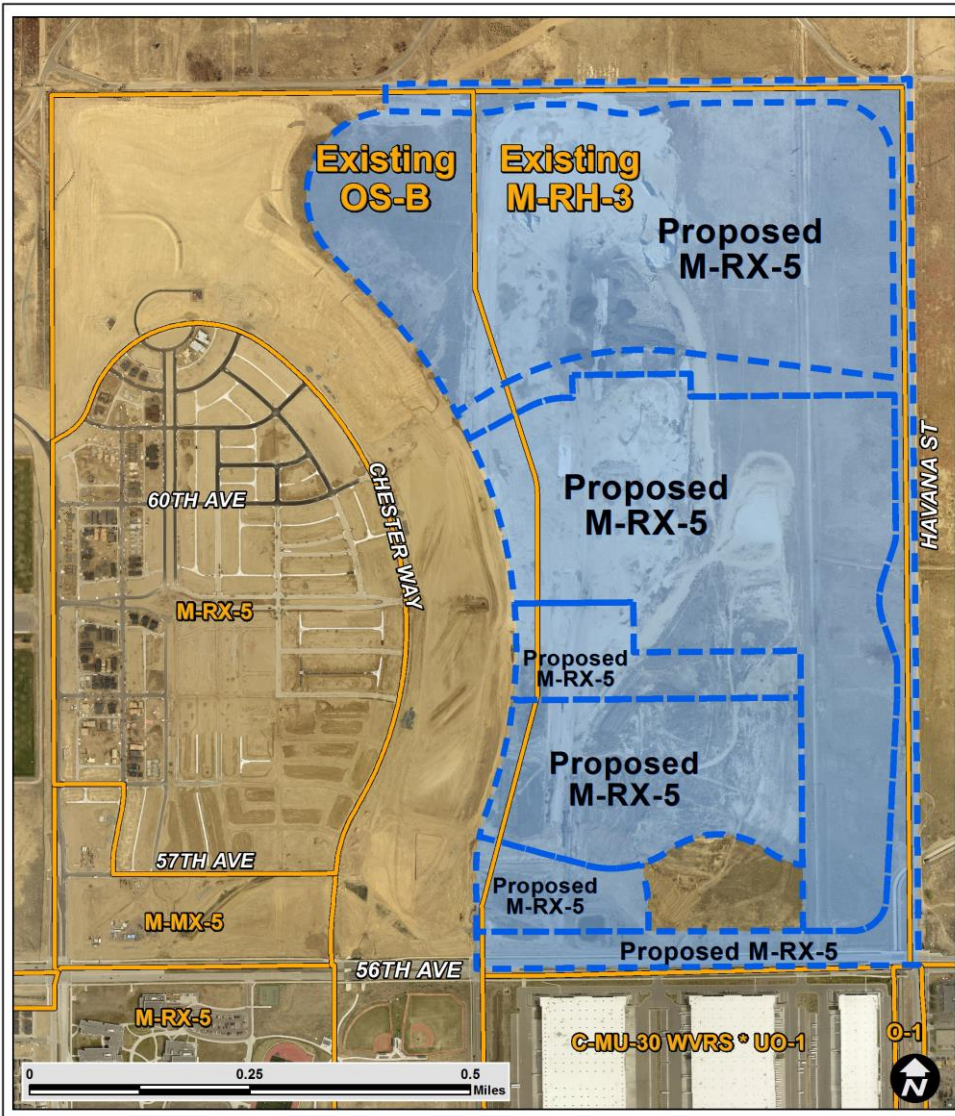 Existing
OS-B
Existing
M-RH-3
Proposed
M-RX-5
HAVANA ST
Proposed
M-RX-5
60TH AVE
CHESTER WAY
M-RX-5
Proposed
M-RX-5
Proposed
M-RX-5
57TH AVE
Proposed
M-RX-5
M-MX-5
Proposed M-RX-5
56TH AVE
M-RX-5
C-MU-30 WVRS * UO-1
O-1
0
0.25
0.5
Miles
N